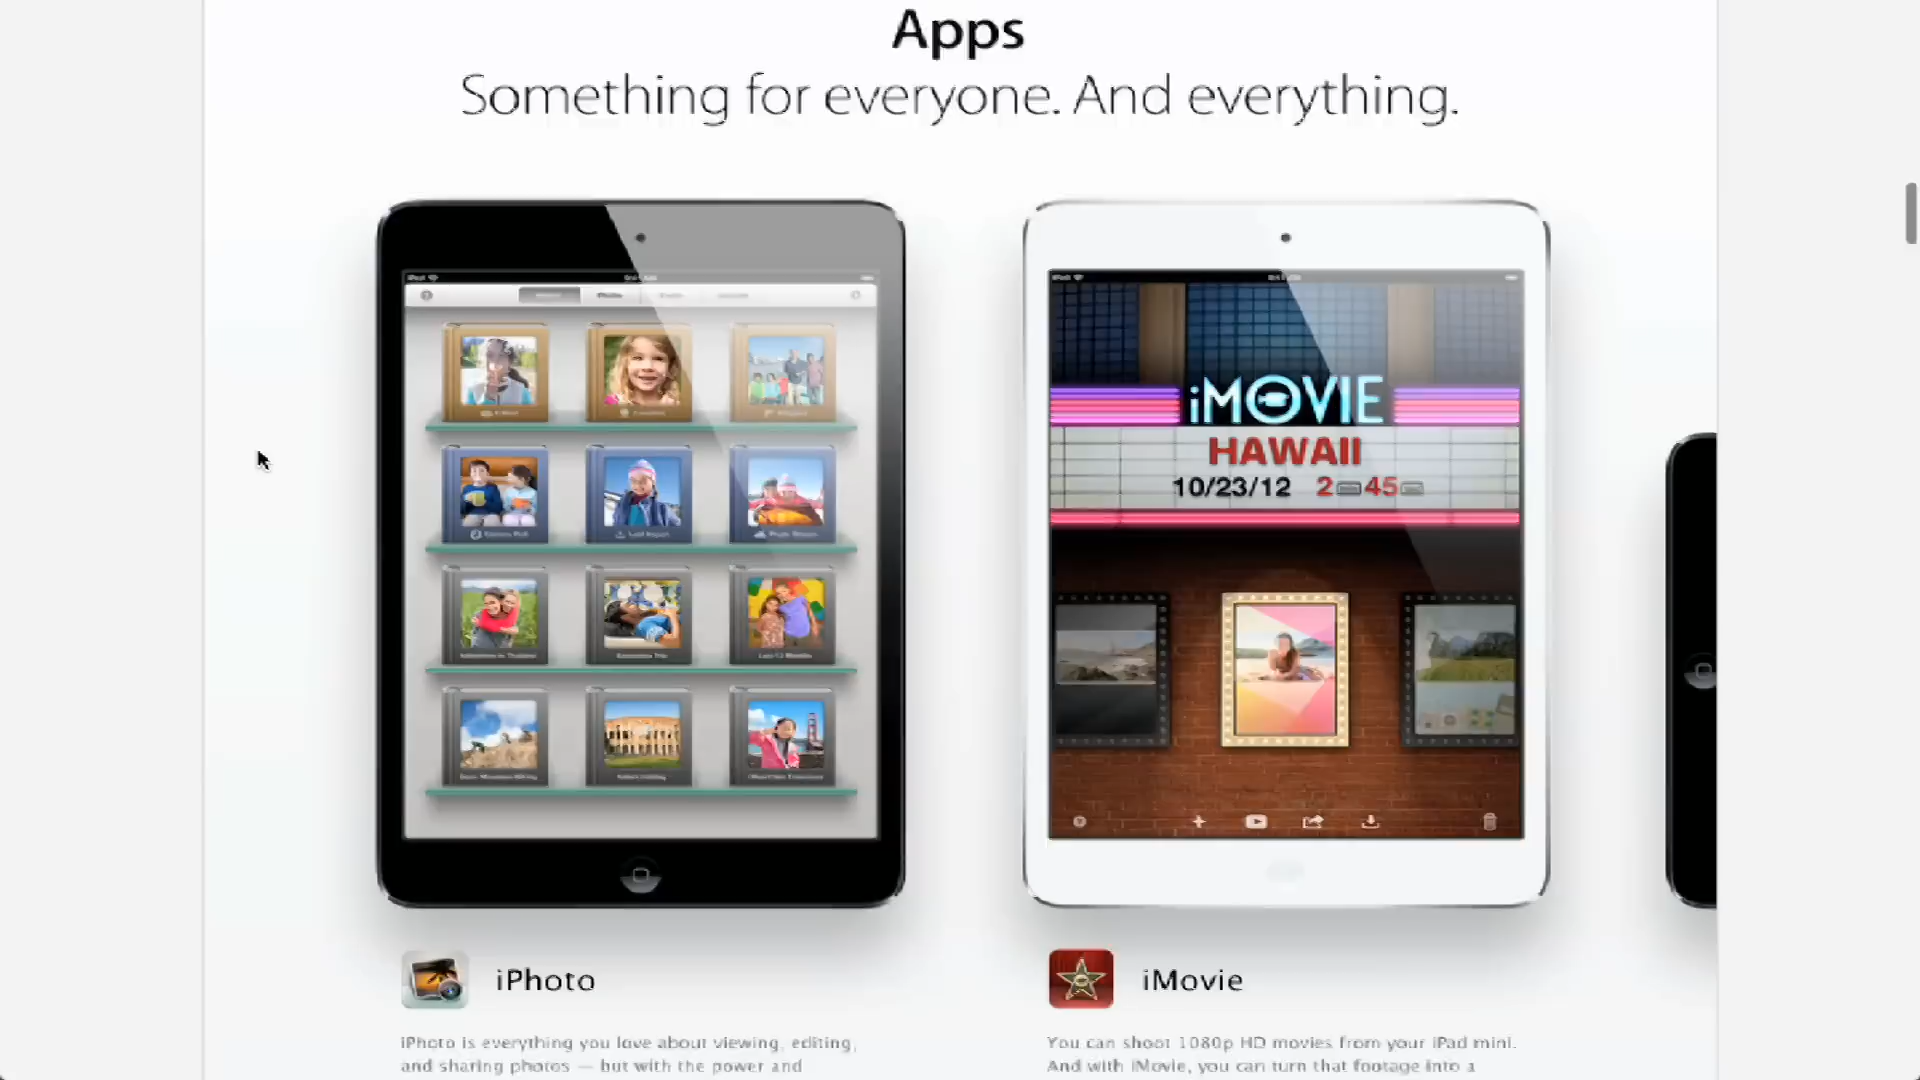 Apps
Something for everyone. And everything.
iMOVIE
HAWAII
10/23/12 2 45
iPhoto
iMovie
iPhoto is everything you love about viewing, editing,
and sharing photos — but with the power and
You can shoot 1080p HD movies from your iPad mini.
And with iMovie, you can turn that footage into a